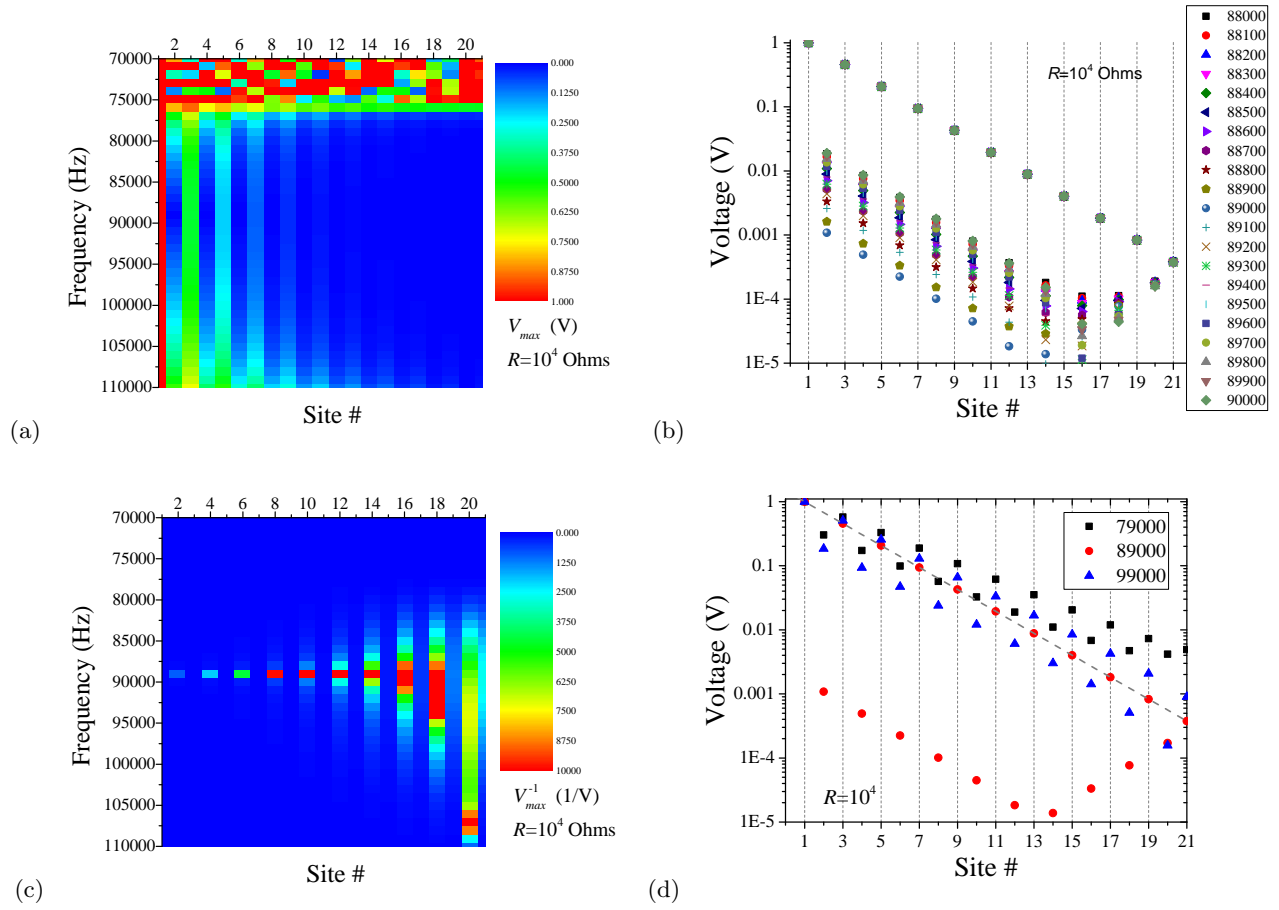 (a)
2 4 6 8 10 12 14 16 18 20
70000
75000
80000
85000
90000
95000
100000
105000
110000
Frequency (Hz)
Site #
0.000
0.1250
0.2500
0.3750
0.5000
0.6250
0.7500
0.8750
1.000
V_max (V)
R=10^4 Ohms
(b)
1
0.1
0.01
0.001
1E-4
1E-5
Voltage (V)
1 3 5 7 9 11 13 15 17 19 21
Site #
R=10^4 Ohms
88000
88100
88200
88300
88400
88500
88600
88700
88800
88900
89000
89100
89200
89300
89400
89500
89600
89700
89800
89900
90000
(c)
2 4 6 8 10 12 14 16 18 20
70000
75000
80000
85000
90000
95000
100000
105000
110000
Frequency (Hz)
Site #
0.000
1250
2500
3750
5000
6250
7500
8750
10000
V_max^-1 (1/V)
R=10^4 Ohms
(d)
1
0.1
0.01
0.001
1E-4
1E-5
Voltage (V)
1 3 5 7 9 11 13 15 17 19 21
Site #
79000
89000
99000
R=10^4